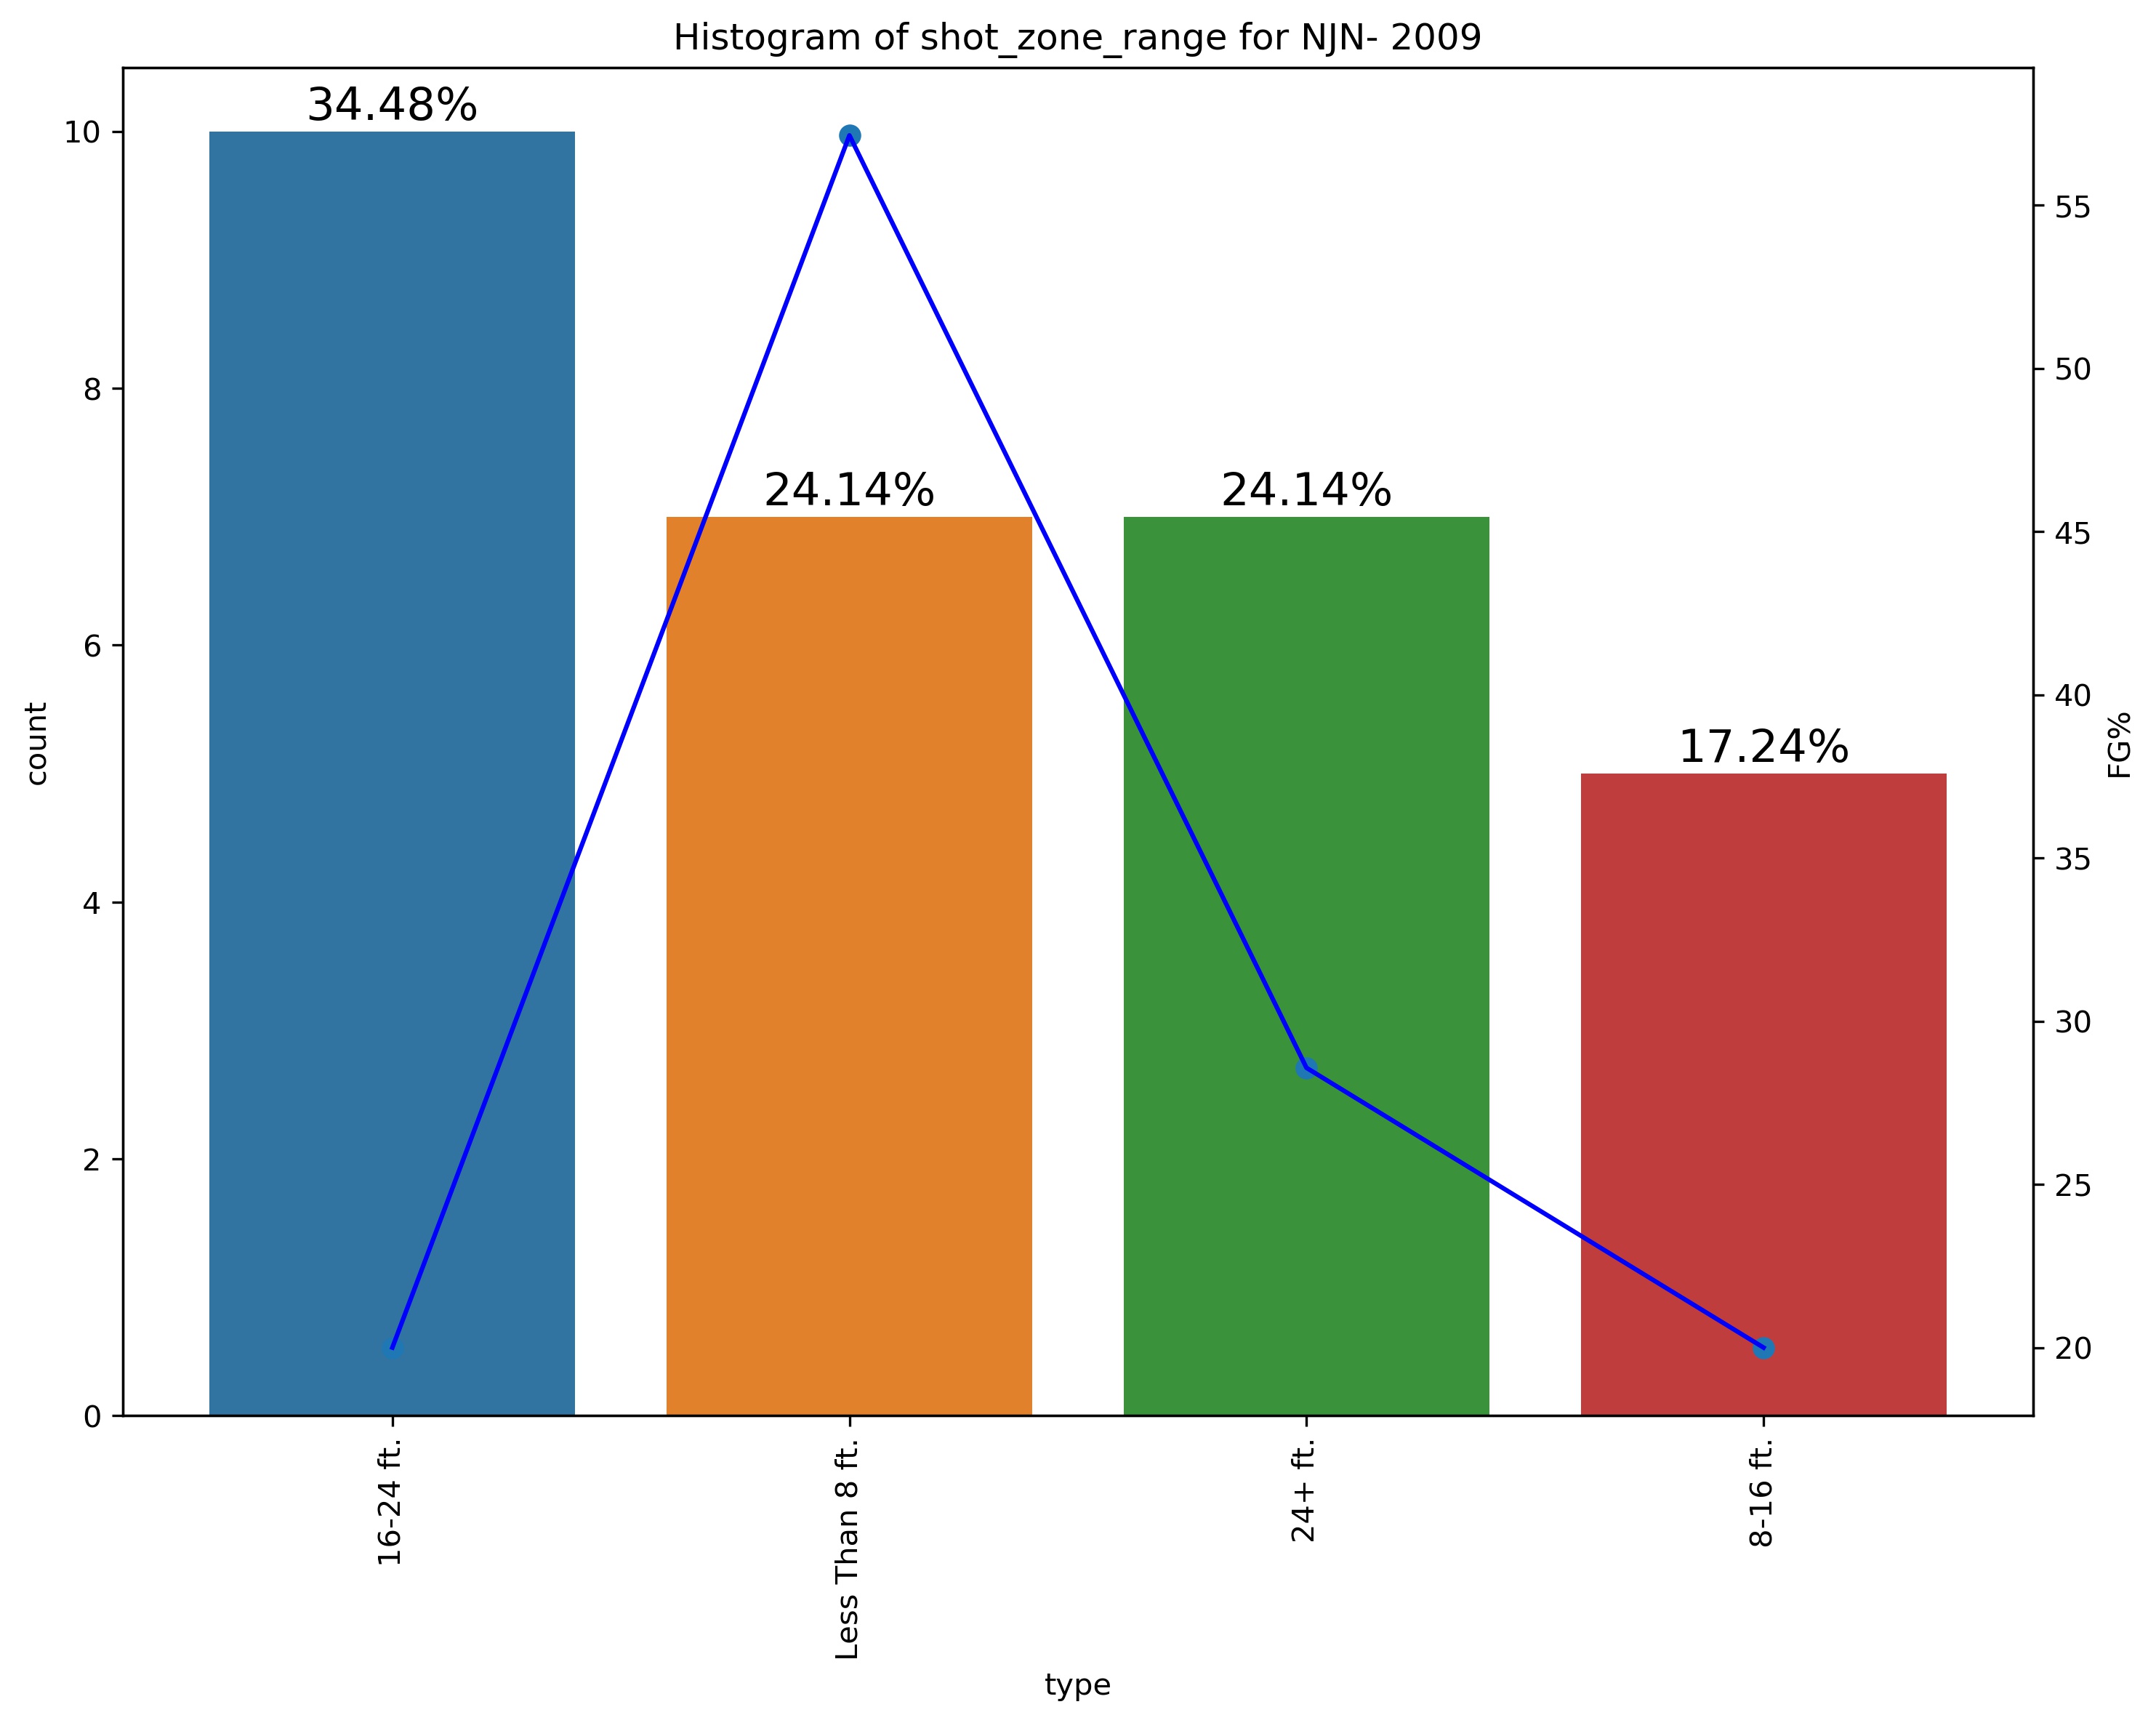 Histogram of shot_zone_range for NJN- 2009
34.48%
24.14%
24.14%
17.24%
10
8
6
4
2
0
count
55
50
45
40
35
30
25
20
FG%
16-24 ft.
Less Than 8 ft.
24+ ft.
8-16 ft.
type